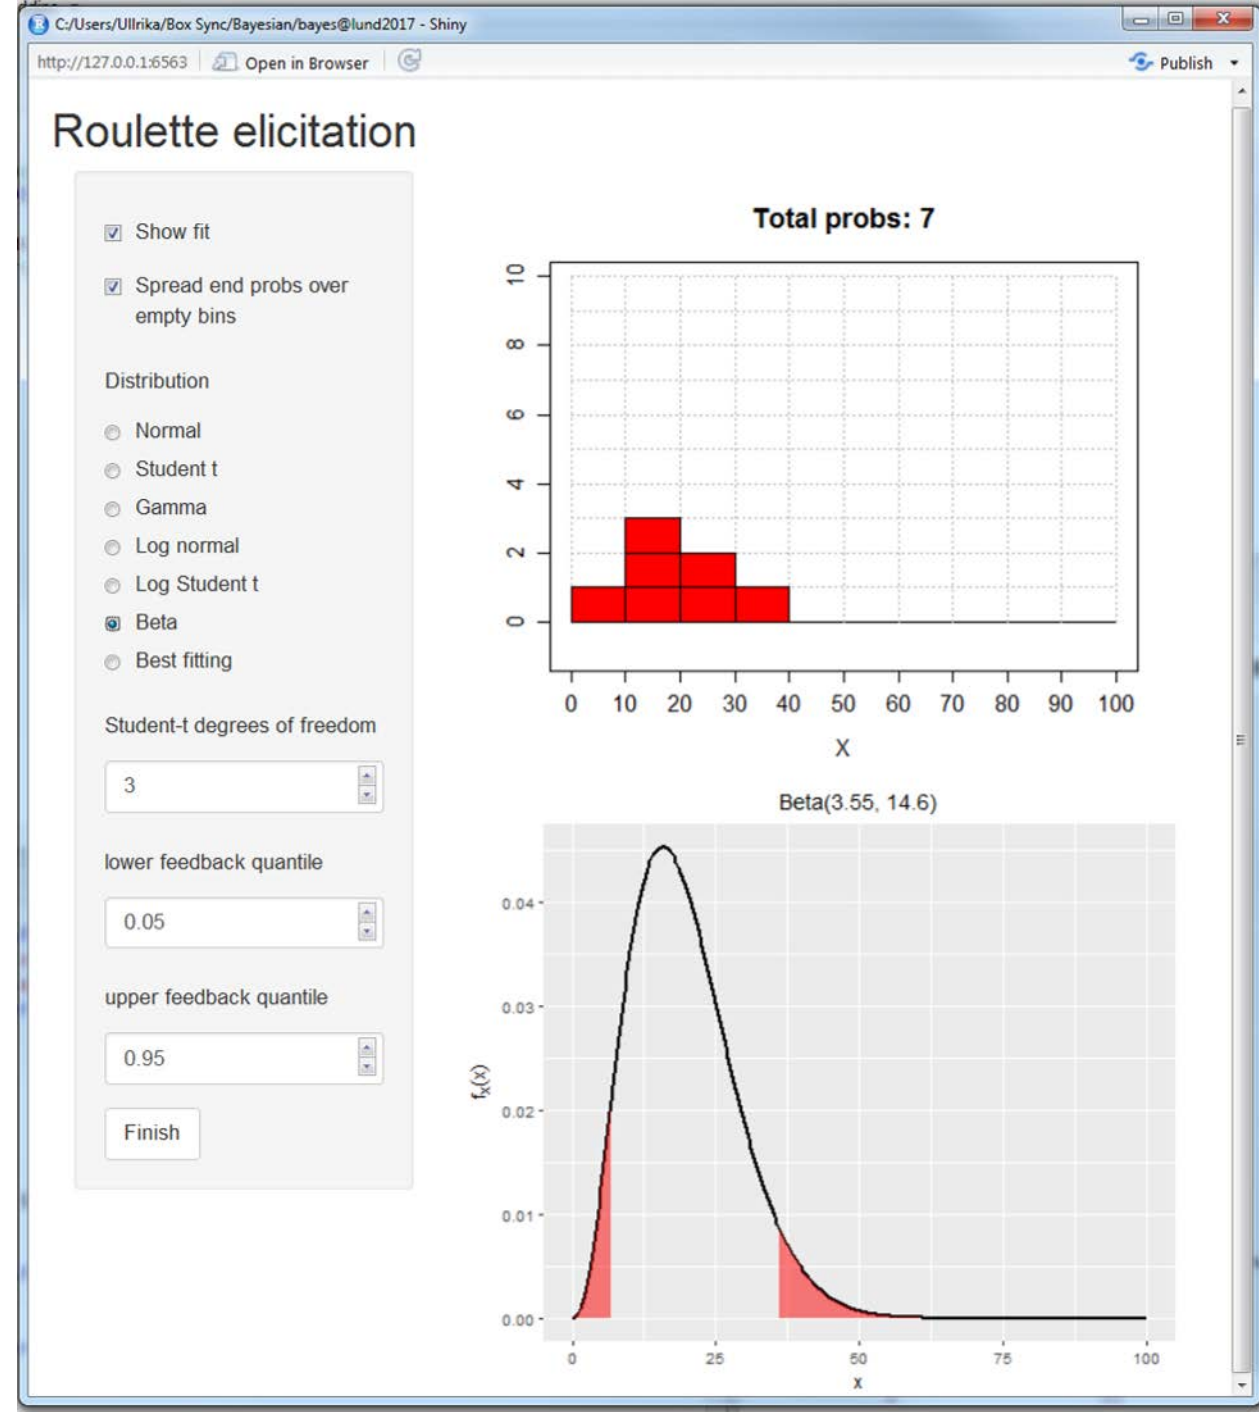 C:/Users/Ullrika/Box Sync/Bayesian/bayes@lund2017 - Shiny
http://127.0.0.1:6563
Open in Browser
Publish
Roulette elicitation
Show fit
Spread end probs over
empty bins
Distribution
Normal
Student t
Gamma
Log normal
Log Student t
Beta
Best fitting
Student-t degrees of freedom
3
lower feedback quantile
0.05
upper feedback quantile
0.95
Finish
Total probs: 7
10
8
6
4
2
0
0 10 20 30 40 50 60 70 80 90 100
X
Beta(3.55, 14.6)
fX(x)
0.04
0.03
0.02
0.01
0.00
0 25 50 75 100
x